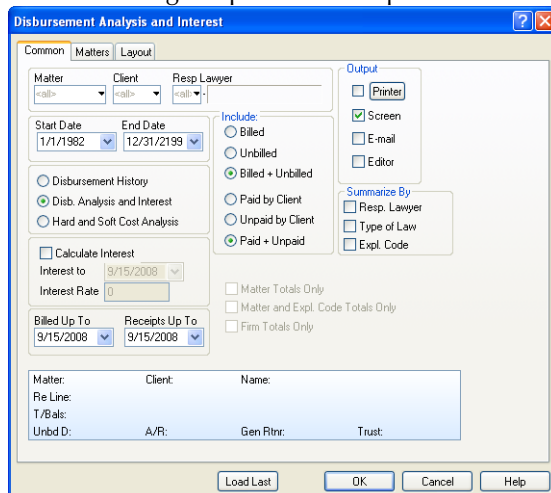 Disbursement Analysis and Interest
Common Matters Layout
Matter Client Resp Lawyer
<all> <all> <all> -
Start Date End Date
1/1/1982 12/31/2199
Disbursement History
Disb. Analysis and Interest
Hard and Soft Cost Analysis
Calculate Interest
Interest to 9/15/2008
Interest Rate 0
Billed Up To Receipts Up To
9/15/2008 9/15/2008
Include:
Billed
Unbilled
Billed + Unbilled
Paid by Client
Unpaid by Client
Paid + Unpaid
Output
Printer
Screen
E-mail
Editor
Summarize By
Resp. Lawyer
Type of Law
Expl. Code
Matter Totals Only
Matter and Expl. Code Totals Only
Firm Totals Only
Matter: Client: Name:
Re Line:
T/Bals:
Unbd D: A/R: Gen Rtnr: Trust:
Load Last OK Cancel Help